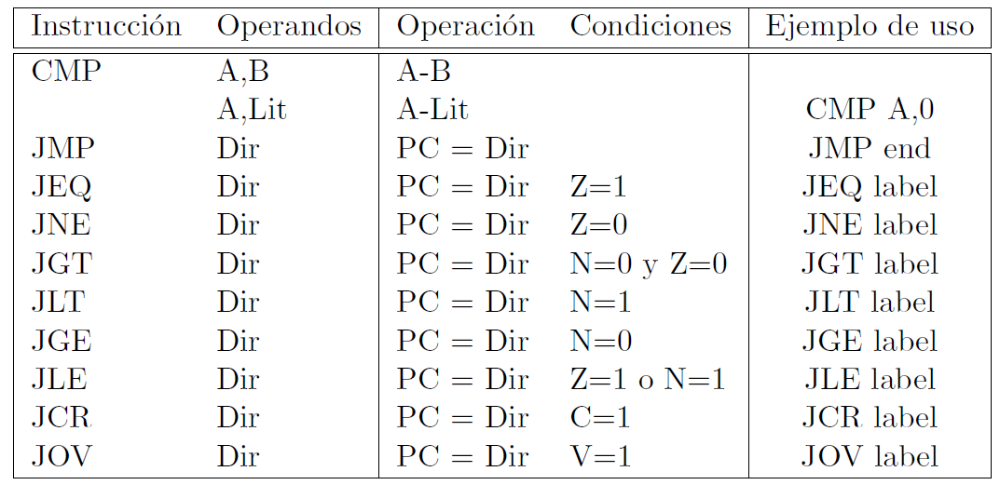 Instrucción Operandos Operación Condiciones Ejemplo de uso
CMP A,B A-B
A,Lit A-Lit CMP A,0
JMP Dir PC = Dir JMP end
JEQ Dir PC = Dir Z=1 JEQ label
JNE Dir PC = Dir Z=0 JNE label
JGT Dir PC = Dir N=0 y Z=0 JGT label
JLT Dir PC = Dir N=1 JLT label
JGE Dir PC = Dir N=0 JGE label
JLE Dir PC = Dir Z=1 o N=1 JLE label
JCR Dir PC = Dir C=1 JCR label
JOV Dir PC = Dir V=1 JOV label